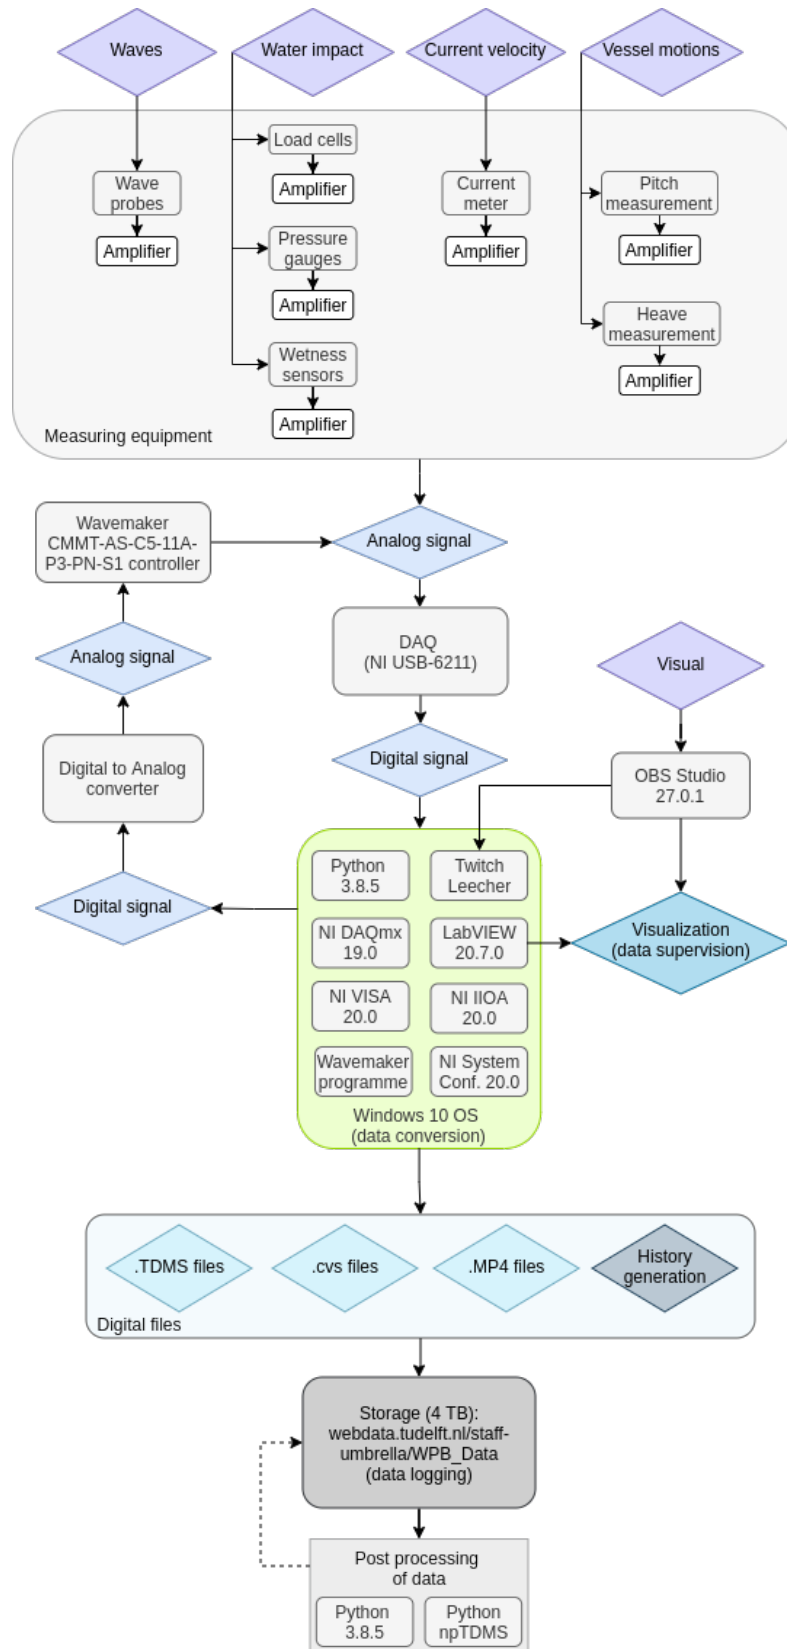 Waves
Water impact
Current velocity
Vessel motions
Load cells
Amplifier
Wave
probes
Amplifier
Current
meter
Amplifier
Pitch
measurement
Amplifier
Pressure
gauges
Amplifier
Heave
measurement
Amplifier
Wetness
sensors
Amplifier
Measuring equipment
Wavemaker
CMMT-AS-C5-11A-
P3-PN-S1 controller
Analog signal
DAQ
(NI USB-6211)
Analog signal
Visual
Digital to Analog
converter
Digital signal
OBS Studio
27.0.1
Python
3.8.5
Twitch
Leecher
Digital signal
NI DAQmx
19.0
LabVIEW
20.7.0
Visualization
(data supervision)
NI VISA
20.0
NI IIOA
20.0
Wavemaker
programme
NI System
Conf. 20.0
Windows 10 OS
(data conversion)
.TDMS files
.cvs files
.MP4 files
History
generation
Digital files
Storage (4 TB):
webdata.tudelft.nl/staff-
umbrella/WPB_Data
(data logging)
Post processing
of data
Python
3.8.5
Python
npTDMS